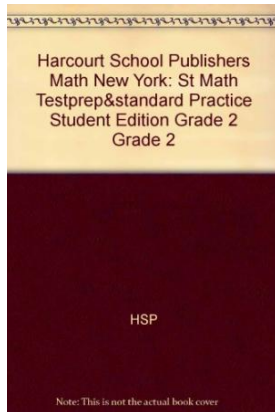 Harcourt School Publishers
Math New York: St Math
Testprep&standard Practice
Student Edition Grade 2
Grade 2
HSP
Note: This is not the actual book cover